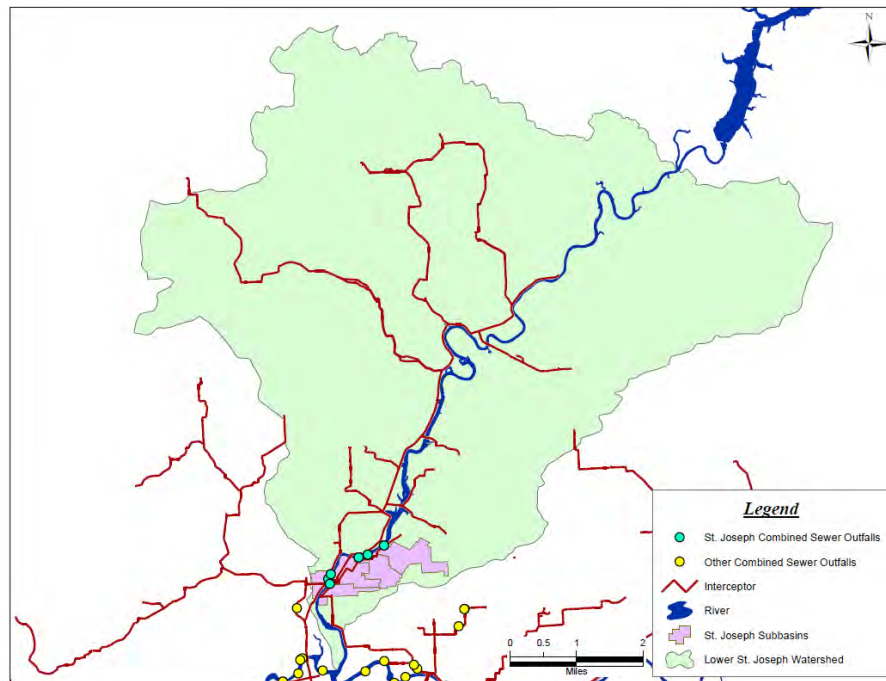 N
Legend
St. Joseph Combined Sewer Outfalls
Other Combined Sewer Outfalls
Interceptor
River
St. Joseph Subbasins
Lower St. Joseph Watershed
0 0.5 1 2
Miles